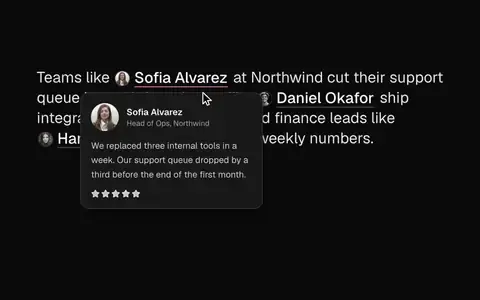 Teams like Sofia Alvarez at Northwind cut their support
queue Daniel Okafor ship
finance leads like
weekly numbers.
Sofia Alvarez
Head of Ops, Northwind
We replaced three internal tools in a
week. Our support queue dropped by a
third before the end of the first month.